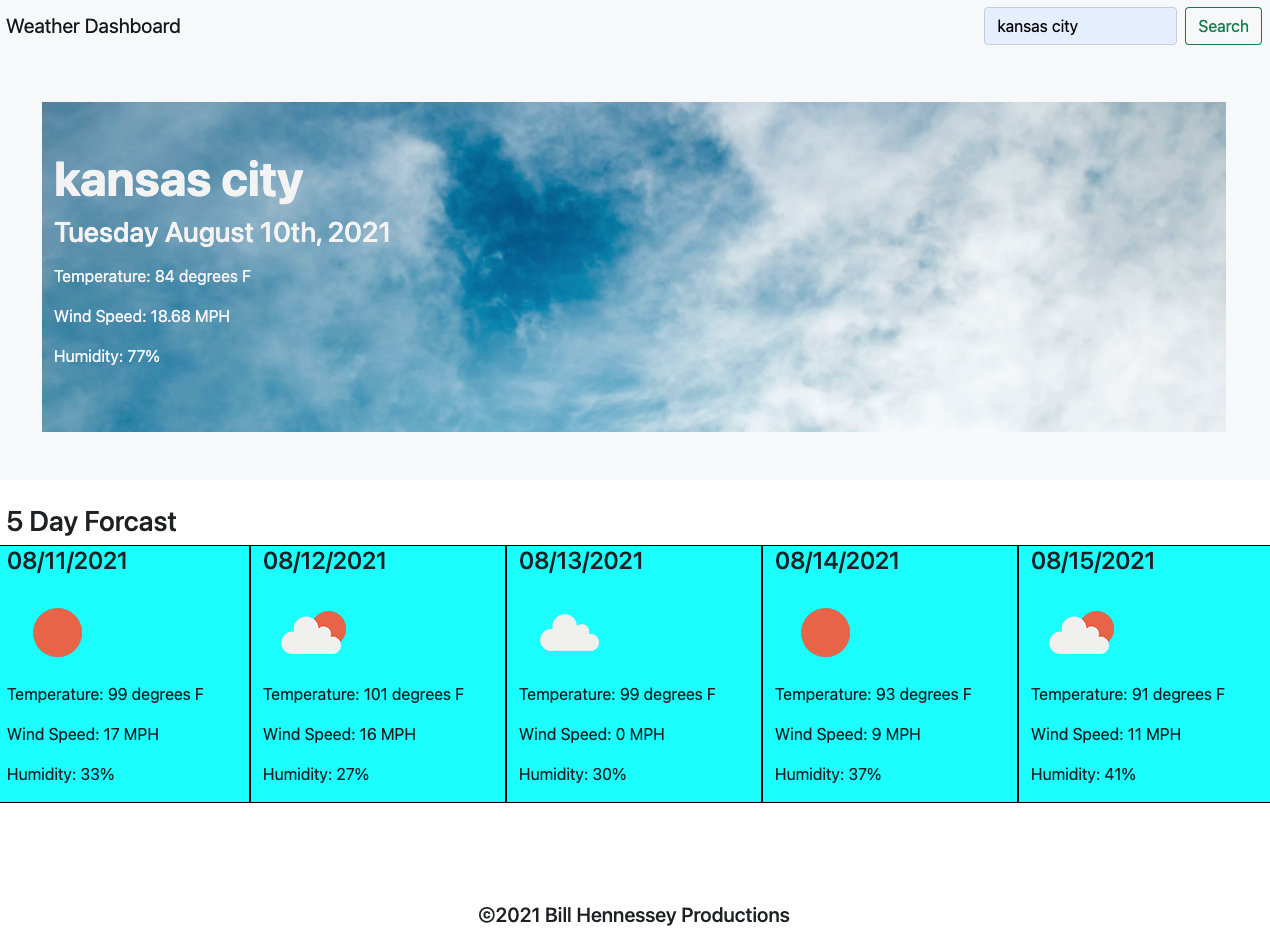 Weather Dashboard
kansas city
Search
kansas city
Tuesday August 10th, 2021
Temperature: 84 degrees F
Wind Speed: 18.68 MPH
Humidity: 77%
5 Day Forcast
08/11/2021
Temperature: 99 degrees F
Wind Speed: 17 MPH
Humidity: 33%
08/12/2021
Temperature: 101 degrees F
Wind Speed: 16 MPH
Humidity: 27%
08/13/2021
Temperature: 99 degrees F
Wind Speed: 0 MPH
Humidity: 30%
08/14/2021
Temperature: 93 degrees F
Wind Speed: 9 MPH
Humidity: 37%
08/15/2021
Temperature: 91 degrees F
Wind Speed: 11 MPH
Humidity: 41%
©2021 Bill Hennessey Productions